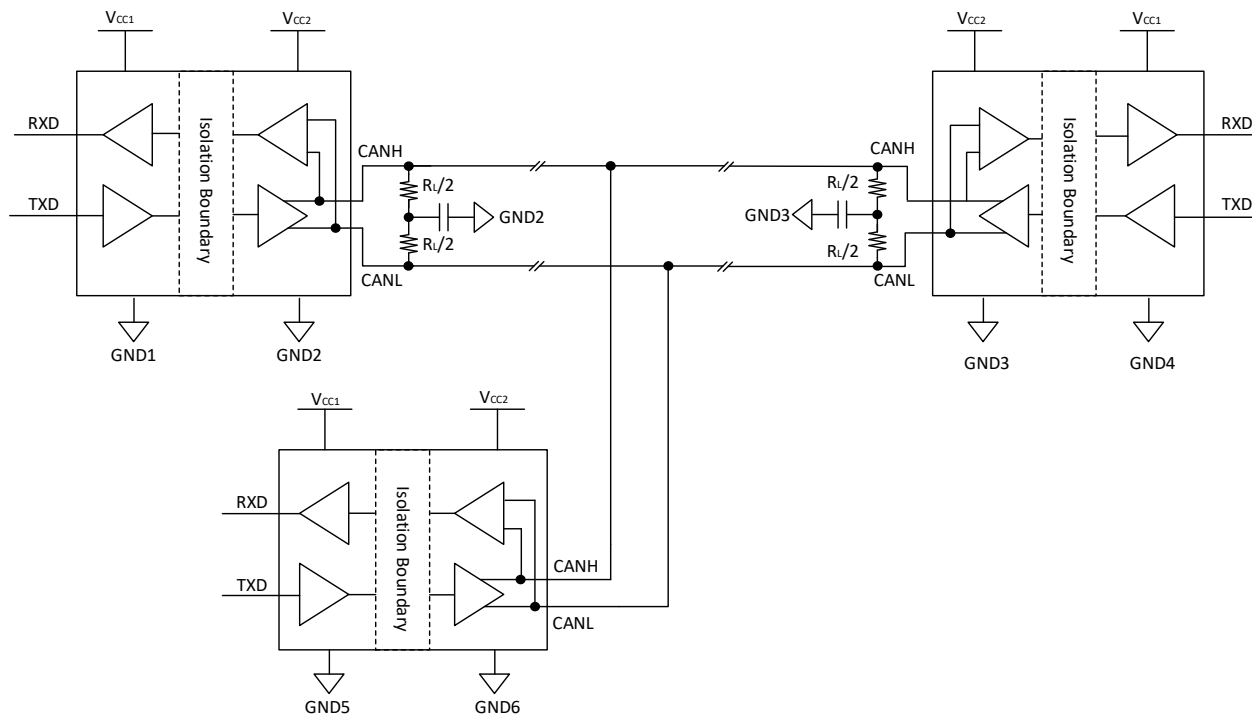 VCC1
VCC2
VCC2
VCC1
RXD
Isolation Boundary
CANH
CANH
Isolation Boundary
RXD
RL/2
RL/2
TXD
GND2
GND3
TXD
RL/2
RL/2
CANL
CANL
GND1
GND2
GND3
GND4
VCC1
VCC2
RXD
Isolation Boundary
TXD
CANH
CANL
GND5
GND6